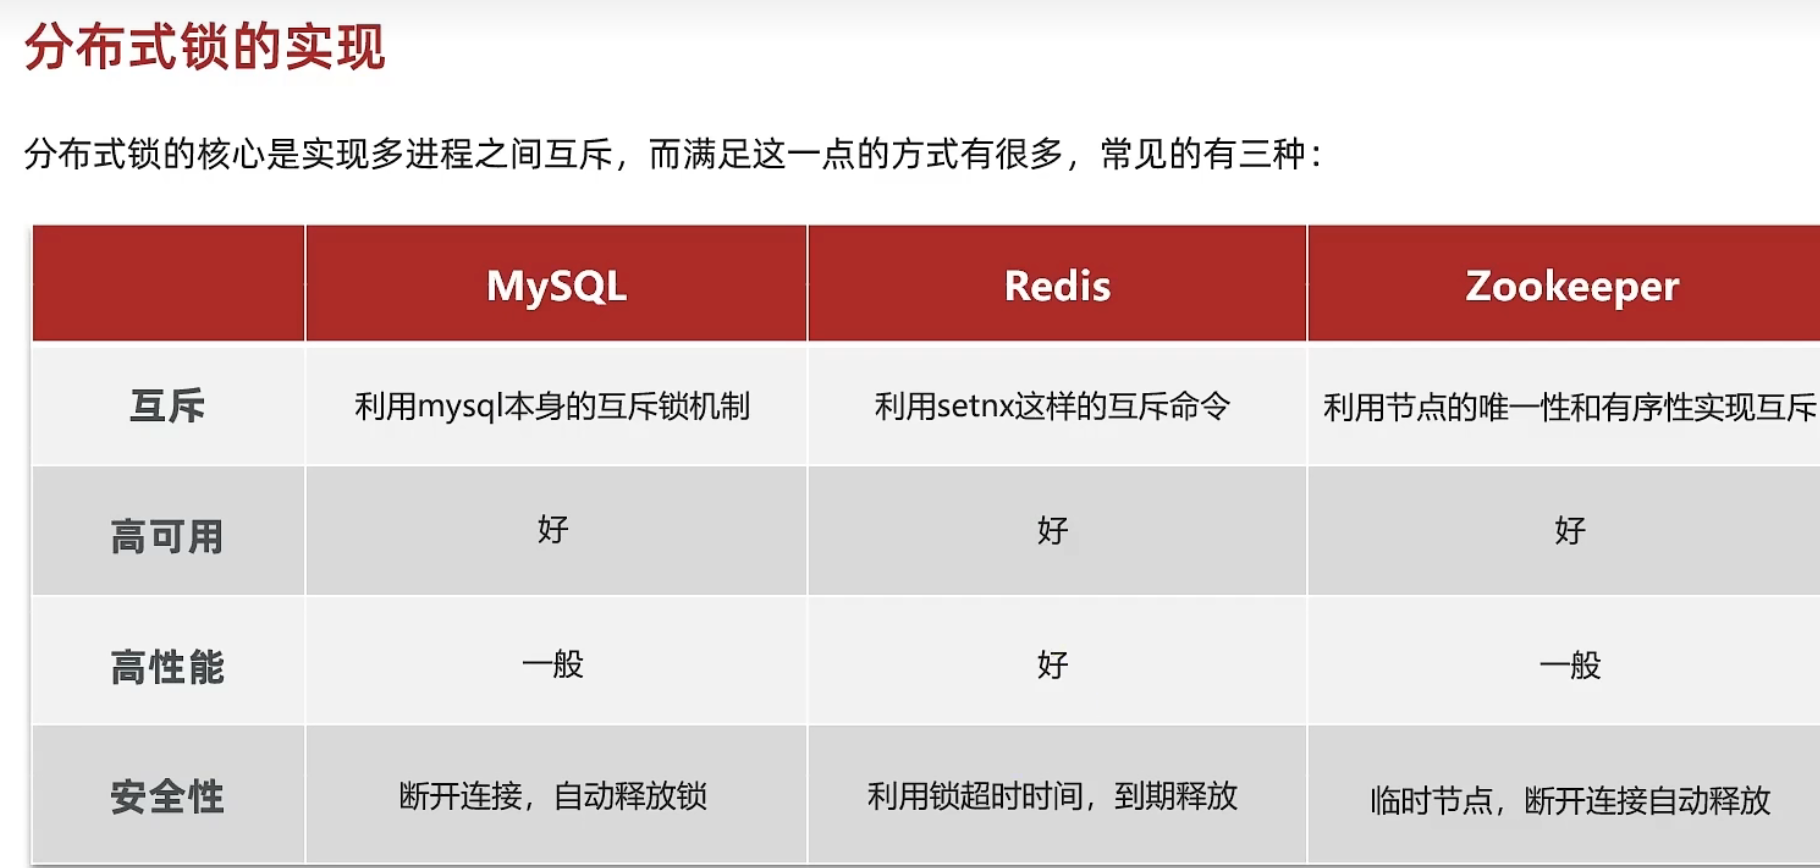 分布式锁的实现
分布式锁的核心是实现多进程之间互斥，而满足这一点的方式有很多，常见的有三种：
MySQL Redis Zookeeper
互斥 利用mysql本身的互斥锁机制 利用setnx这样的互斥命令 利用节点的唯一性和有序性实现互斥
高可用 好 好 好
高性能 一般 好 一般
安全性 断开连接，自动释放锁 利用锁超时时间，到期释放 临时节点，断开连接自动释放